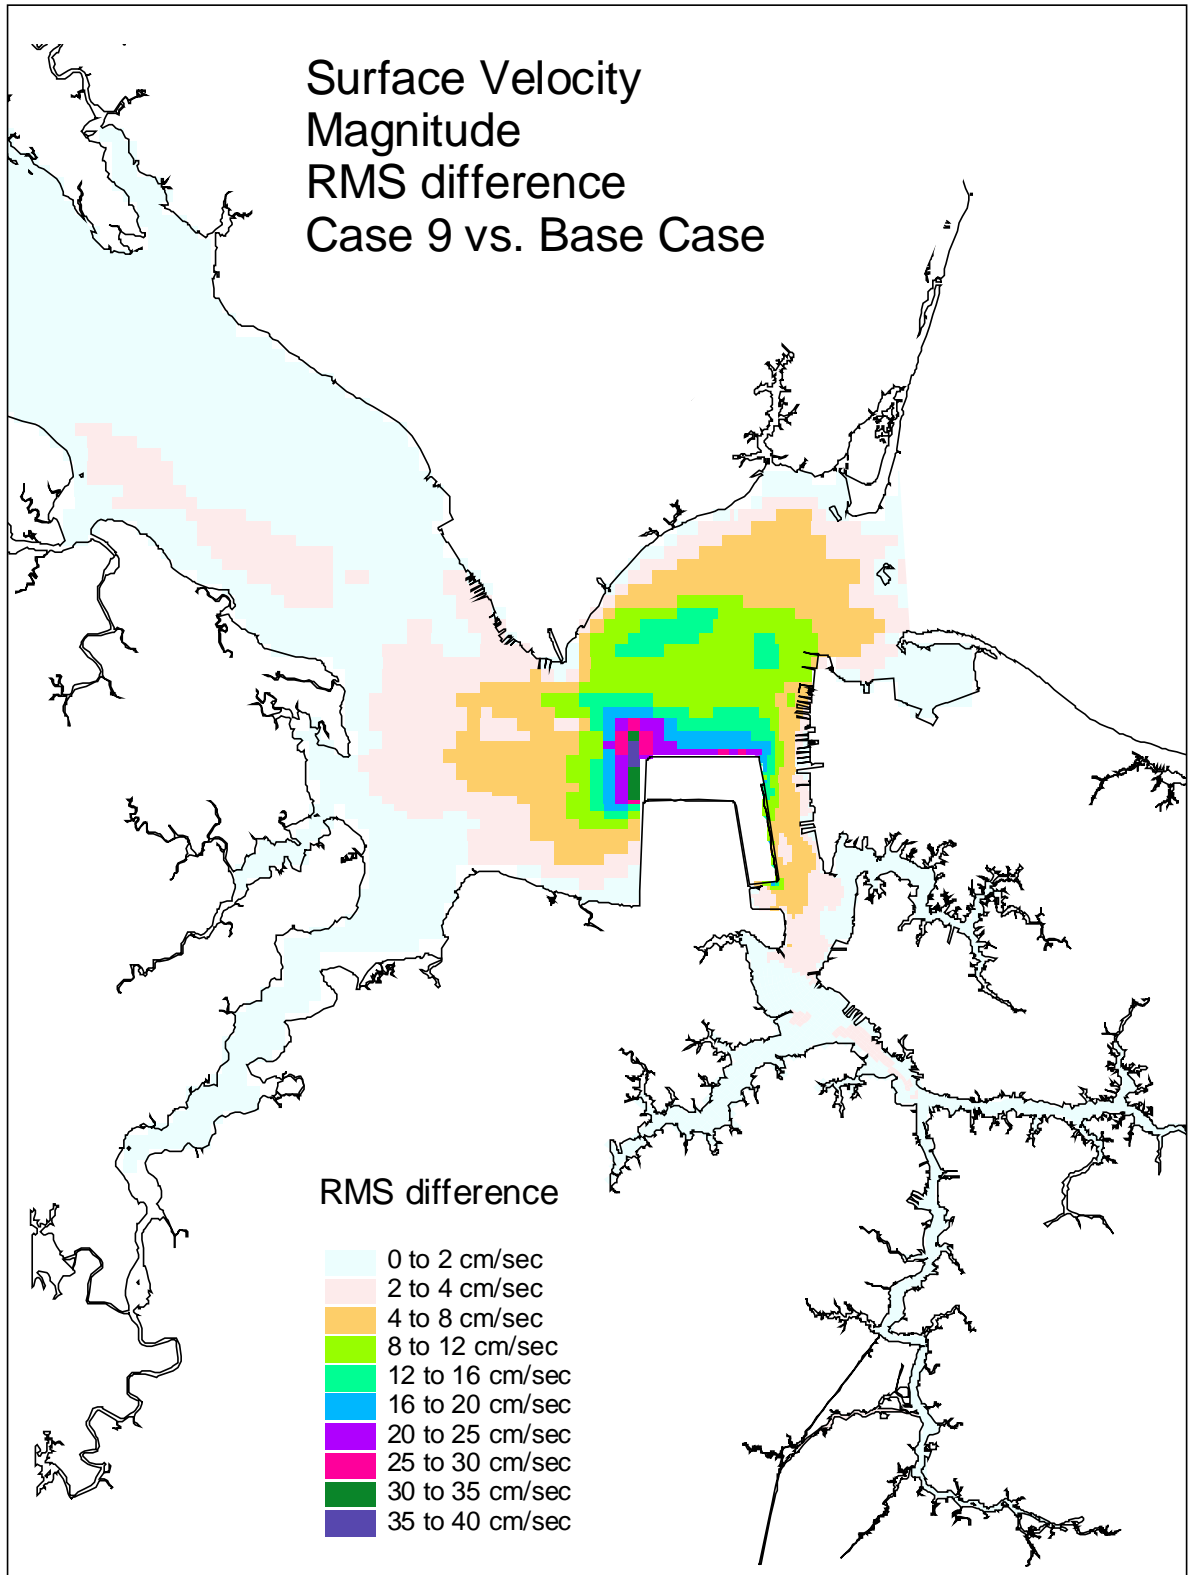 Surface Velocity
Magnitude
RMS difference
Case 9 vs. Base Case
RMS difference
0 to 2 cm/sec
2 to 4 cm/sec
4 to 8 cm/sec
8 to 12 cm/sec
12 to 16 cm/sec
16 to 20 cm/sec
20 to 25 cm/sec
25 to 30 cm/sec
30 to 35 cm/sec
35 to 40 cm/sec